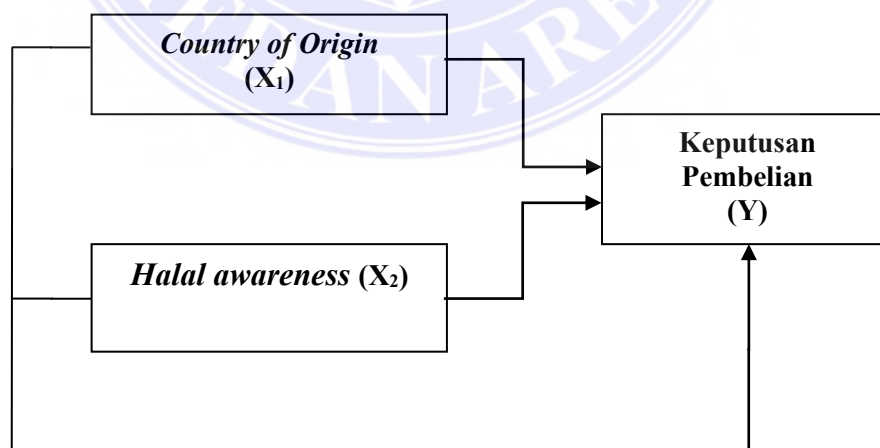 Country of Origin
(X₁)
Keputusan
Pembelian
(Y)
Halal awareness (X₂)